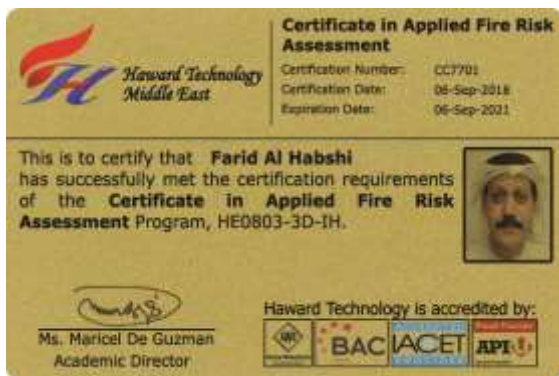 Haward Technology
Middle East
Certificate in Applied Fire Risk
Assessment
Certification Number: CC7701
Certification Date: 06-Sep-2018
Expiration Date: 06-Sep-2021
This is to certify that Farid Al Habshi
has successfully met the certification requirements
of the Certificate in Applied Fire Risk
Assessment Program, HE0803-3D-IH.
Ms. Maricel De Guzman
Academic Director
Haward Technology is accredited by:
BAC
ACCREDITED
IACET
PROVIDER
API